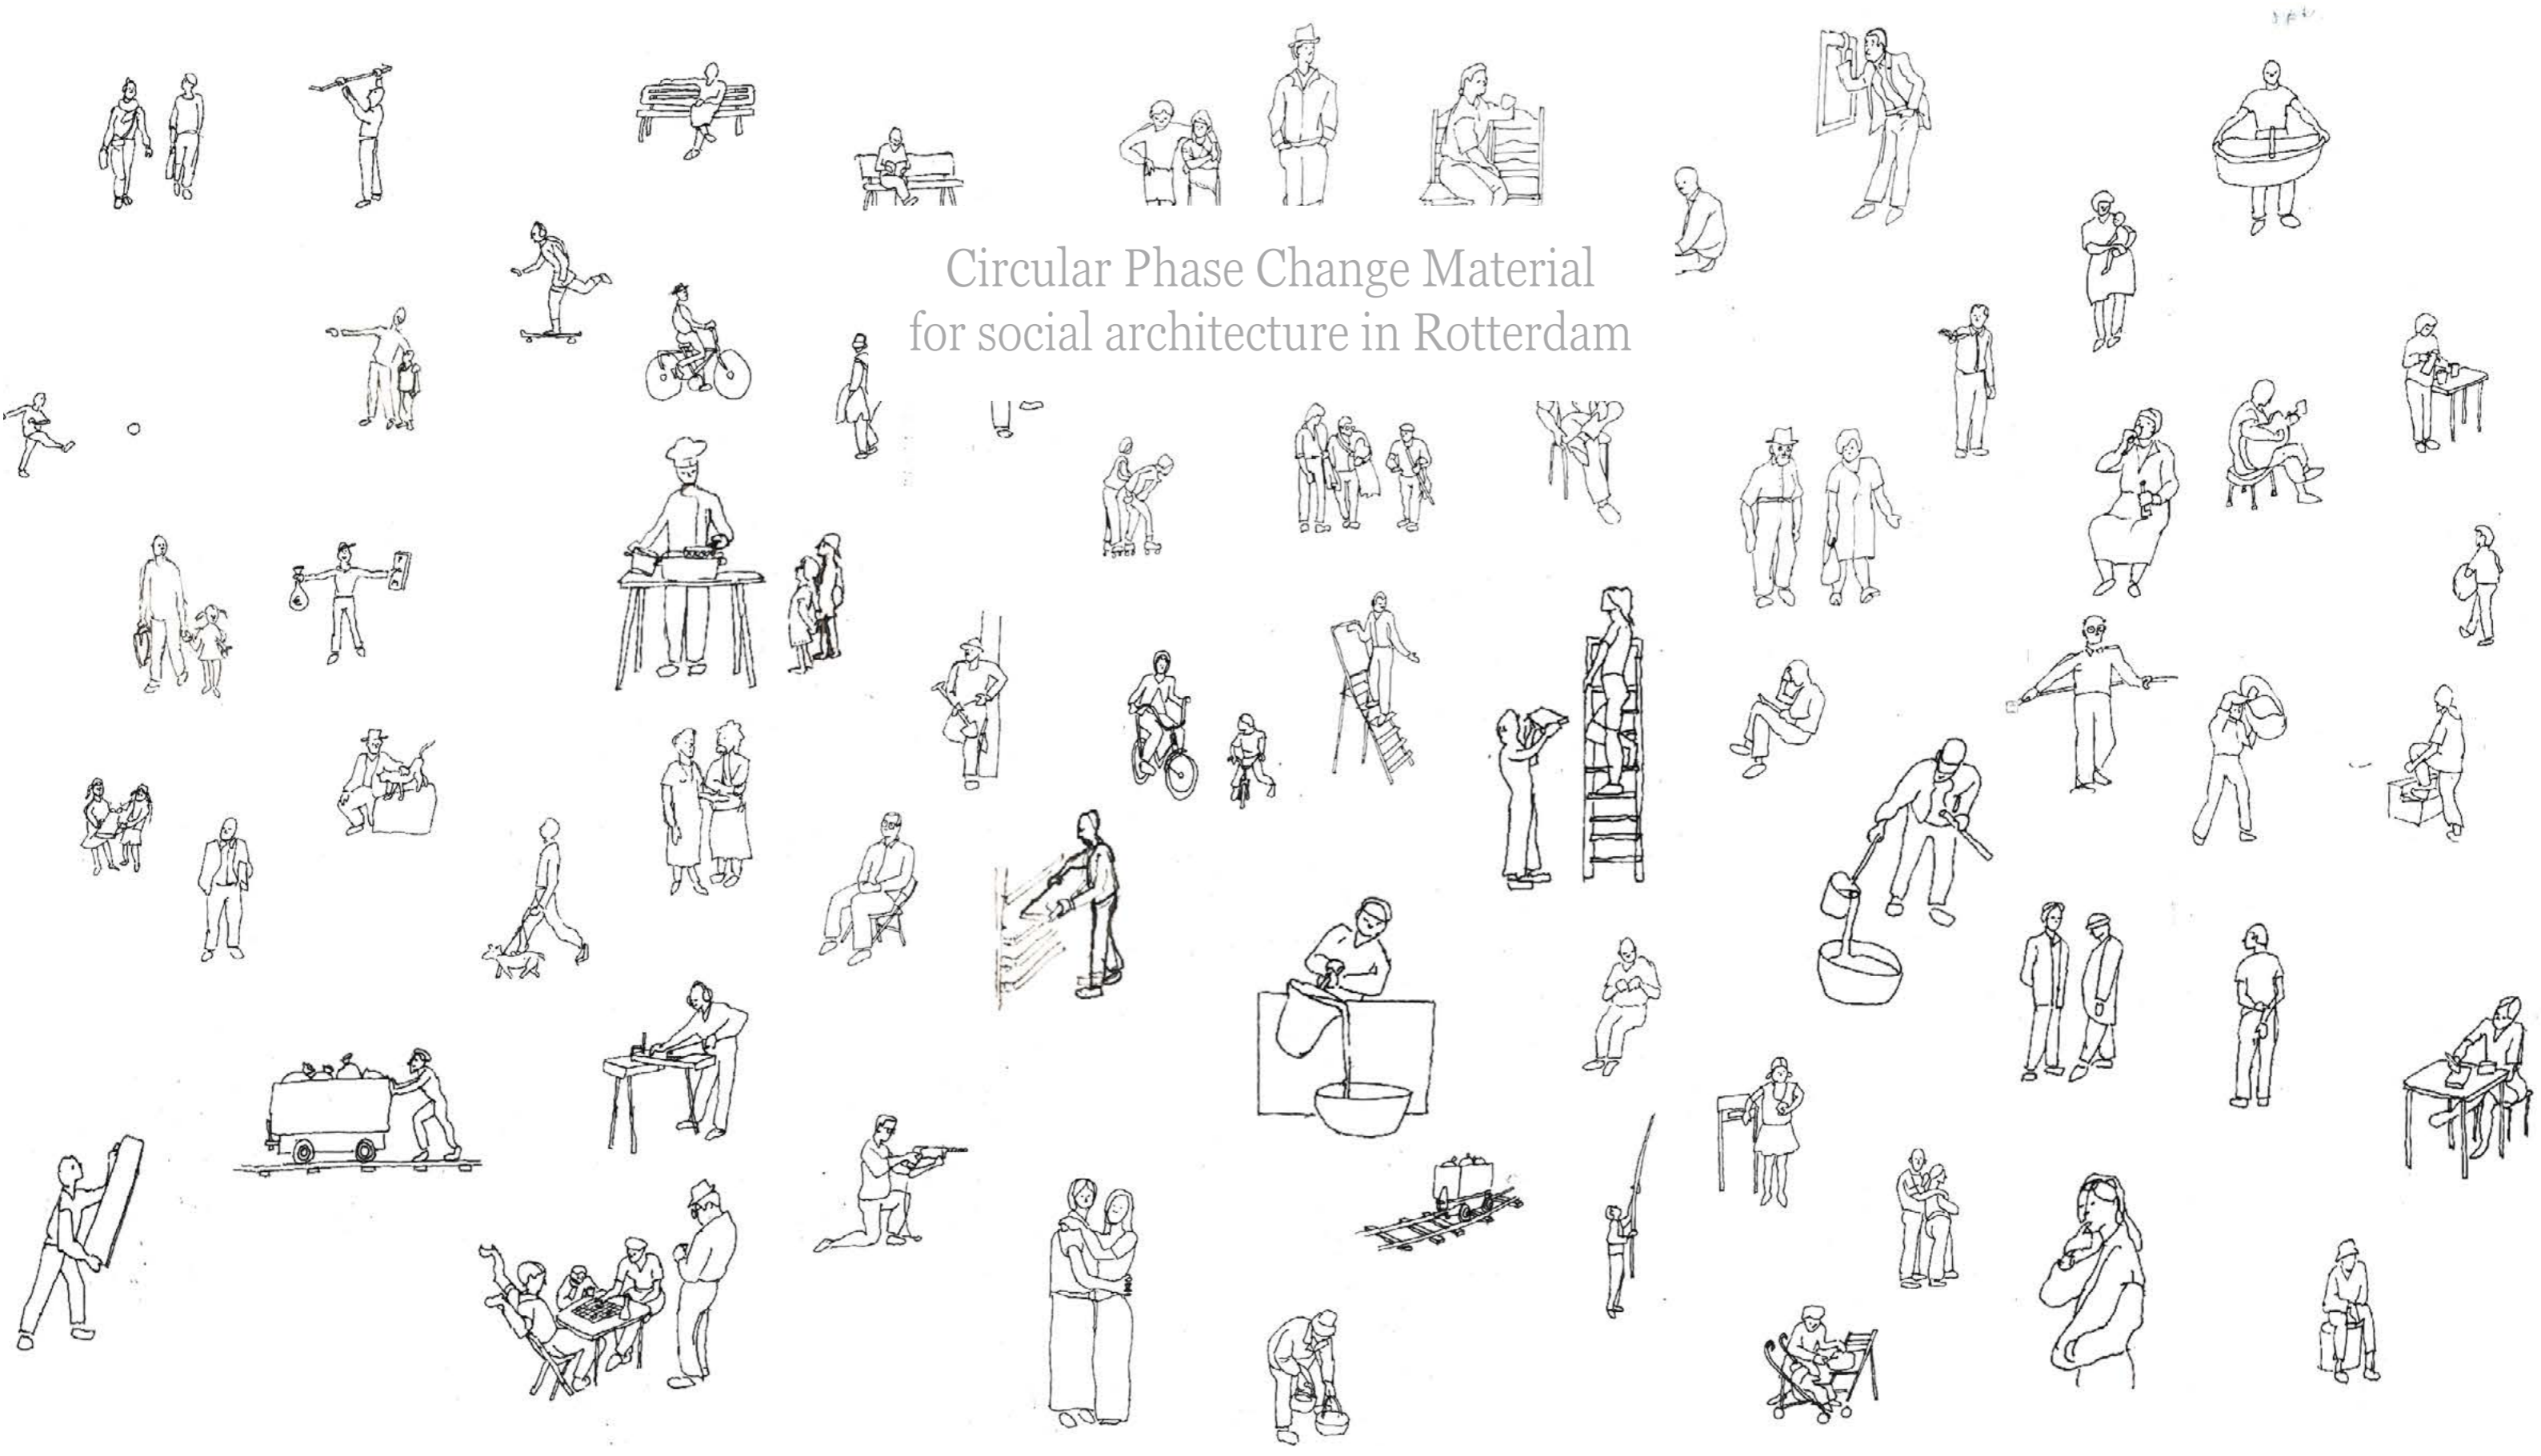 Circular Phase Change Material
for social architecture in Rotterdam
€